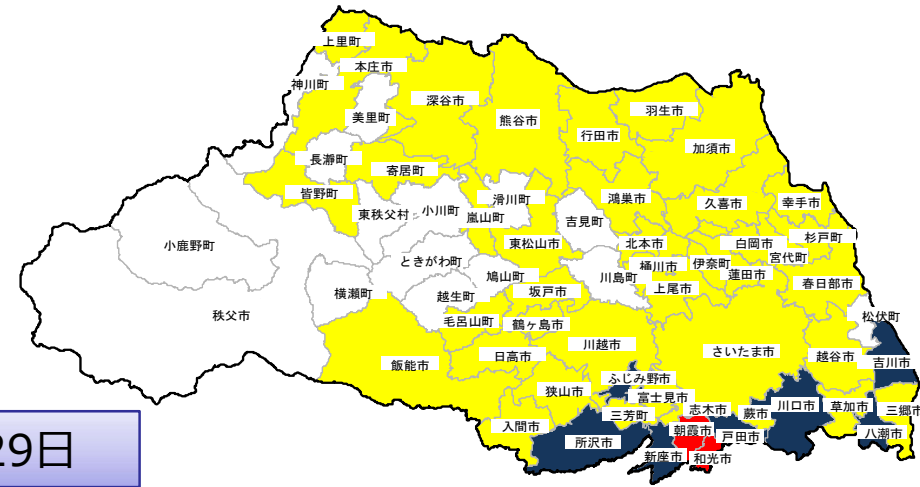 上里町
本庄市
神川町
深谷市
美里町
熊谷市
行田市
羽生市
加須市
長瀞町
寄居町
皆野町
滑川町
鴻巣市
久喜市
幸手市
東秩父村
小川町
嵐山町
吉見町
小鹿野町
東松山市
北本市
白岡市
杉戸町
ときがわ町
桶川市
伊奈町
宮代町
鳩山町
川島町
蓮田市
横瀬町
越生町
坂戸市
上尾市
春日部市
秩父市
毛呂山町
鶴ヶ島市
松伏町
川越市
さいたま市
日高市
越谷市
飯能市
吉川市
ふじみ野市
狭山市
富士見市
志木市
川口市
草加市
三郷市
三芳町
蕨市
入間市
朝霞市
戸田市
八潮市
所沢市
新座市
和光市
29日